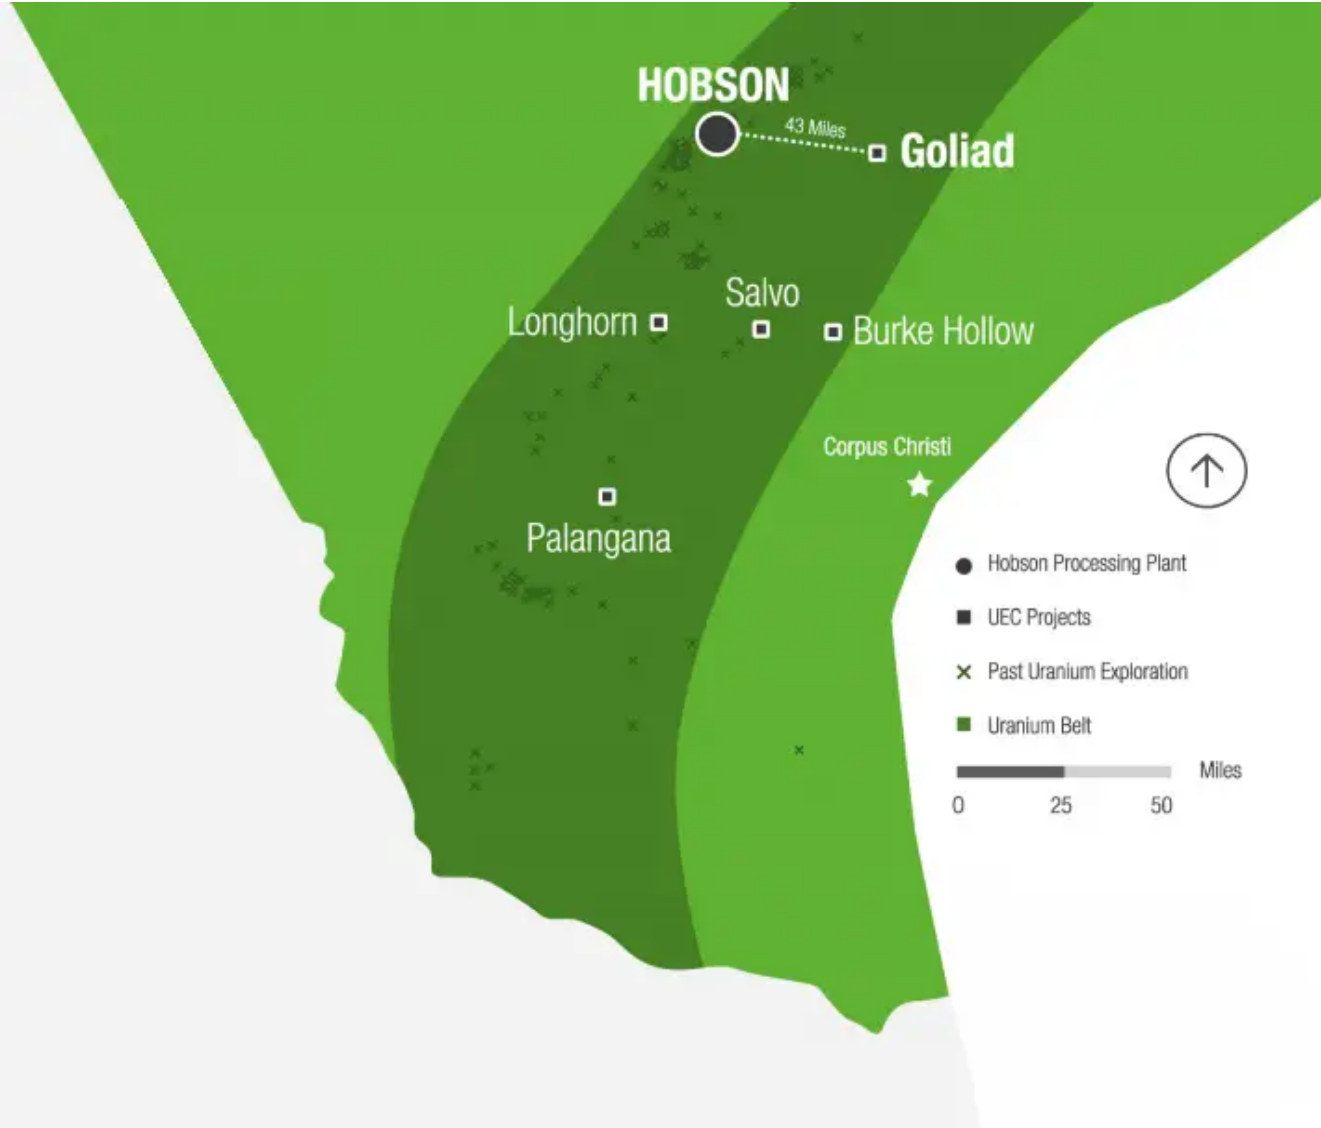 HOBSON
43 Miles
Goliad
Salvo
Longhorn
Burke Hollow
Corpus Christi
Palangana
Hobson Processing Plant
UEC Projects
Past Uranium Exploration
Uranium Belt
Miles
0 25 50